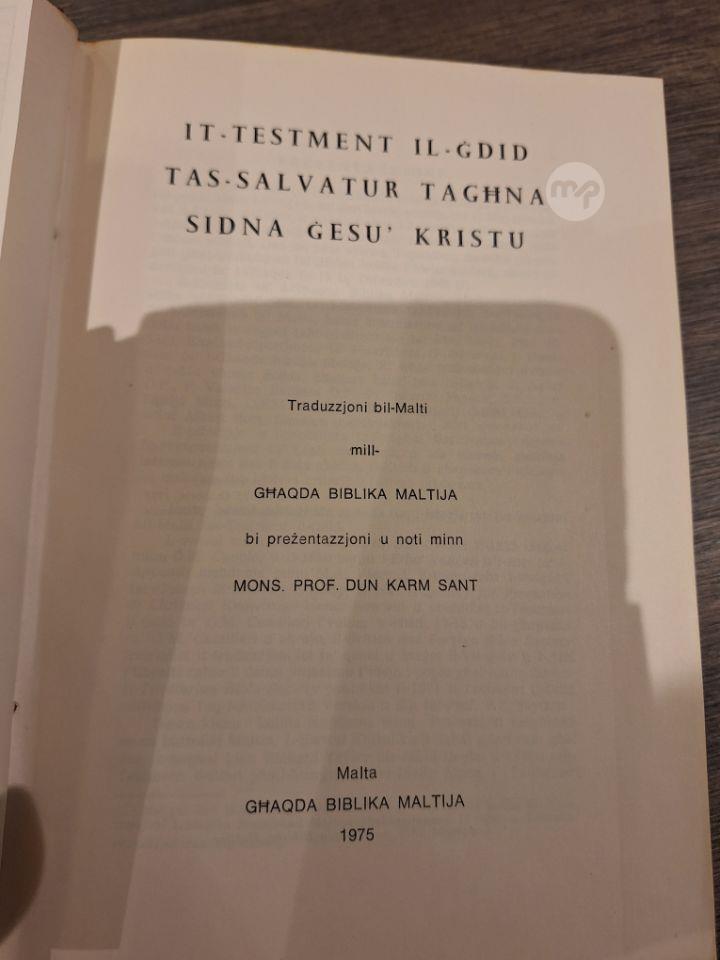 IT-TESTMENT IL-ĠDID
TAS-SALVATUR TAGĦNA
SIDNA ĠESU' KRISTU
mp
Traduzzjoni bil-Malti
mill-
GĦAQDA BIBLIKA MALTIJA
bi preżentazzjoni u noti minn
MONS. PROF. DUN KARM SANT
Malta
GĦAQDA BIBLIKA MALTIJA
1975